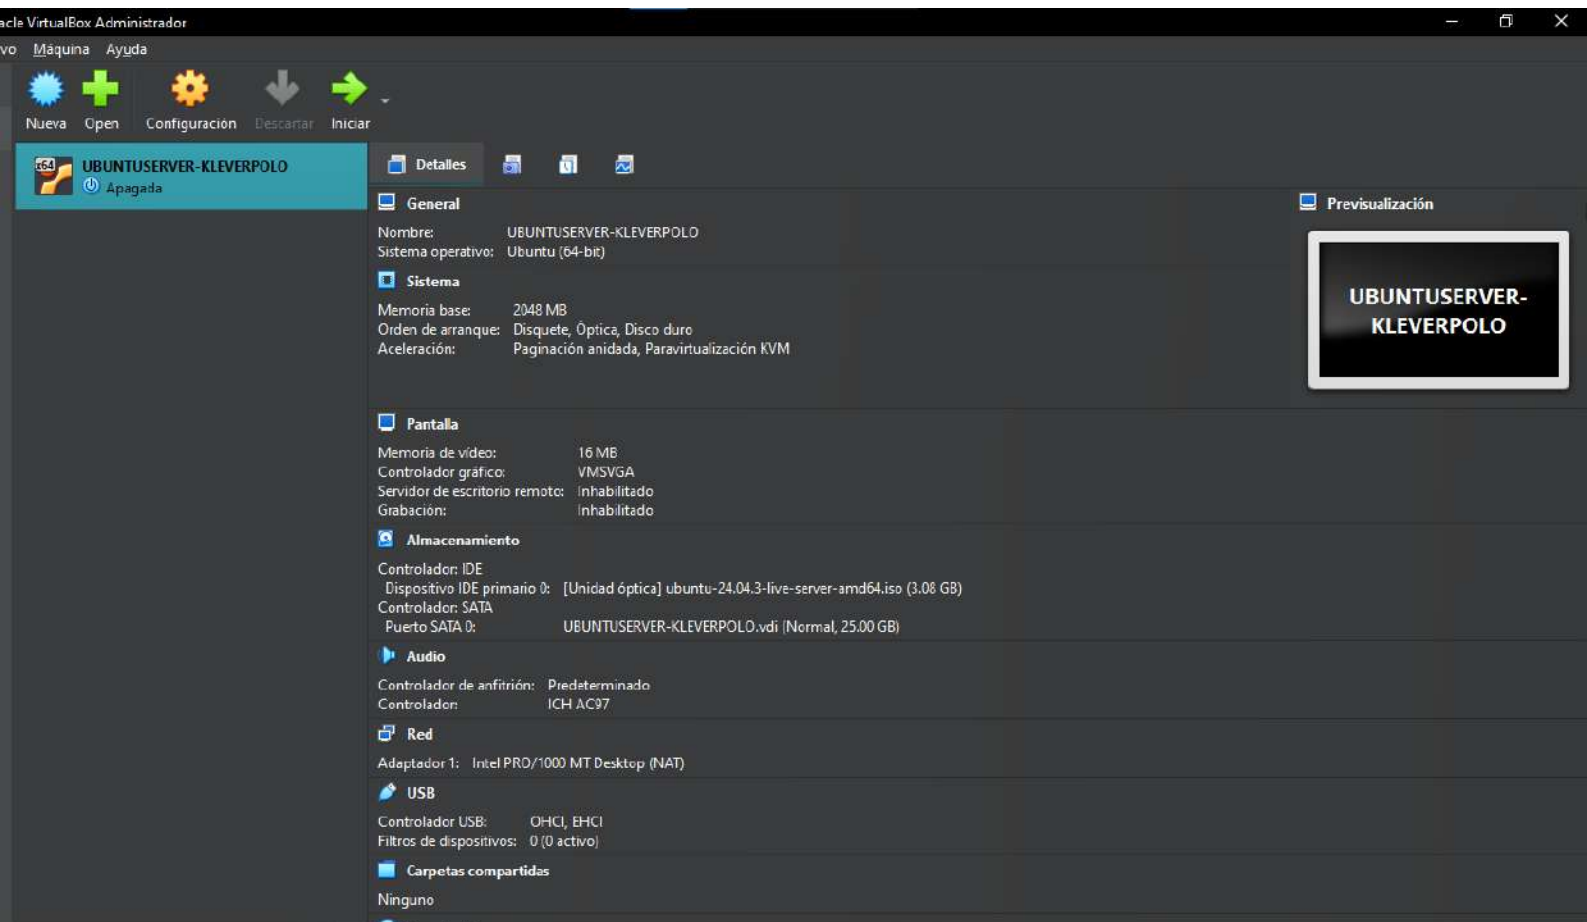 acle VirtualBox Administrador
vo Máquina Ayuda
Nueva Open Configuración Descartar Iniciar
x64 UBUNTUSERVER-KLEVERPOLO
Apagada
Detalles
General
Nombre: UBUNTUSERVER-KLEVERPOLO
Sistema operativo: Ubuntu (64-bit)
Sistema
Memoria base: 2048 MB
Orden de arranque: Disquete, Óptica, Disco duro
Aceleración: Paginación anidada, Paravirtualización KVM
Previsualización
UBUNTUSERVER-
KLEVERPOLO
Pantalla
Memoria de vídeo: 16 MB
Controlador gráfico: VMSVGA
Servidor de escritorio remoto: Inhabilitado
Grabación: Inhabilitado
Almacenamiento
Controlador: IDE
Dispositivo IDE primario 0: [Unidad óptica] ubuntu-24.04.3-live-server-amd64.iso (3.08 GB)
Controlador: SATA
Puerto SATA 0: UBUNTUSERVER-KLEVERPOLO.vdi (Normal, 25.00 GB)
Audio
Controlador de anfitrión: Predeterminado
Controlador: ICH AC97
Red
Adaptador 1: Intel PRO/1000 MT Desktop (NAT)
USB
Controlador USB: OHCI, EHCI
Filtros de dispositivos: 0 (0 activo)
Carpetas compartidas
Ninguno